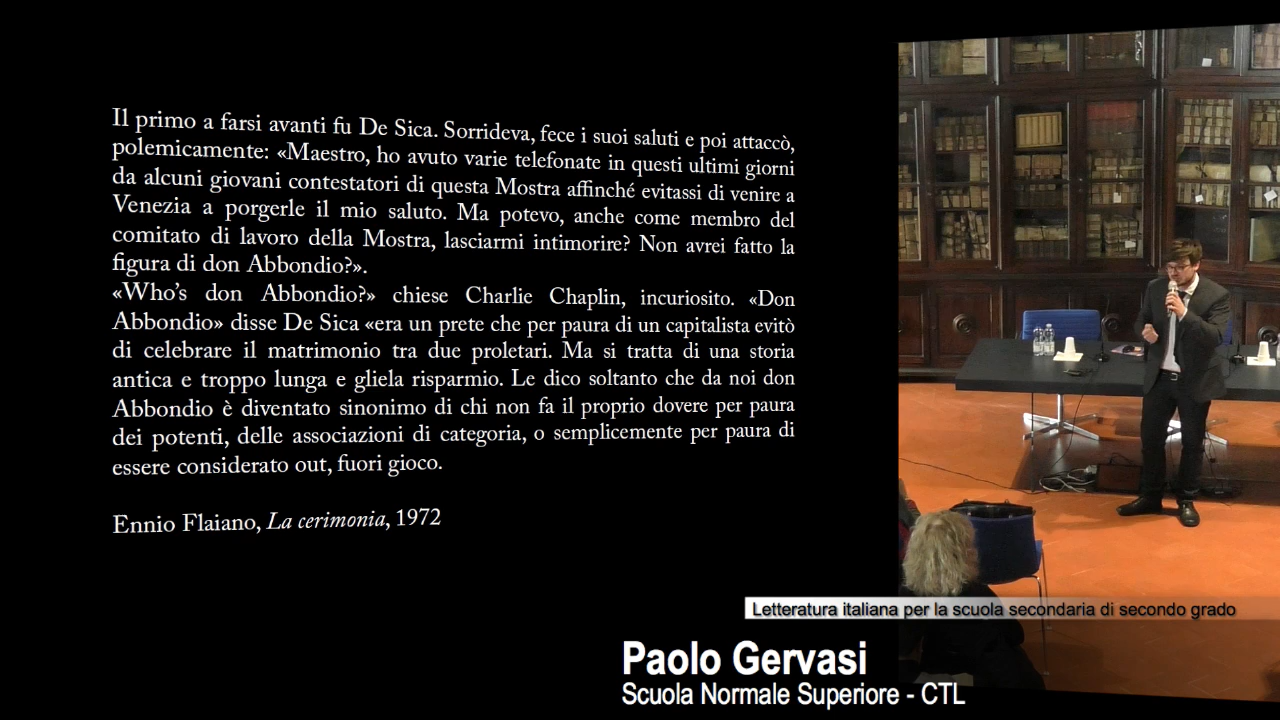 Il primo a farsi avanti fu De Sica. Sorrideva, fece i suoi saluti e poi attaccò,
polemicamente: «Maestro, ho avuto varie telefonate in questi ultimi giorni
da alcuni giovani contestatori di questa Mostra affinché evitassi di venire a
Venezia a porgerle il mio saluto. Ma potevo, anche come membro del
comitato di lavoro della Mostra, lasciarmi intimorire? Non avrei fatto la
figura di don Abbondio?».
«Who's don Abbondio?» chiese Charlie Chaplin, incuriosito. «Don
Abbondio» disse De Sica «era un prete che per paura di un capitalista evitò
di celebrare il matrimonio tra due proletari. Ma si tratta di una storia
antica e troppo lunga e gliela risparmio. Le dico soltanto che da noi don
Abbondio è diventato sinonimo di chi non fa il proprio dovere per paura
dei potenti, delle associazioni di categoria, o semplicemente per paura di
essere considerato out, fuori gioco.
Ennio Flaiano, La cerimonia, 1972
Letteratura italiana per la scuola secondaria di secondo grado
Paolo Gervasi
Scuola Normale Superiore - CTL